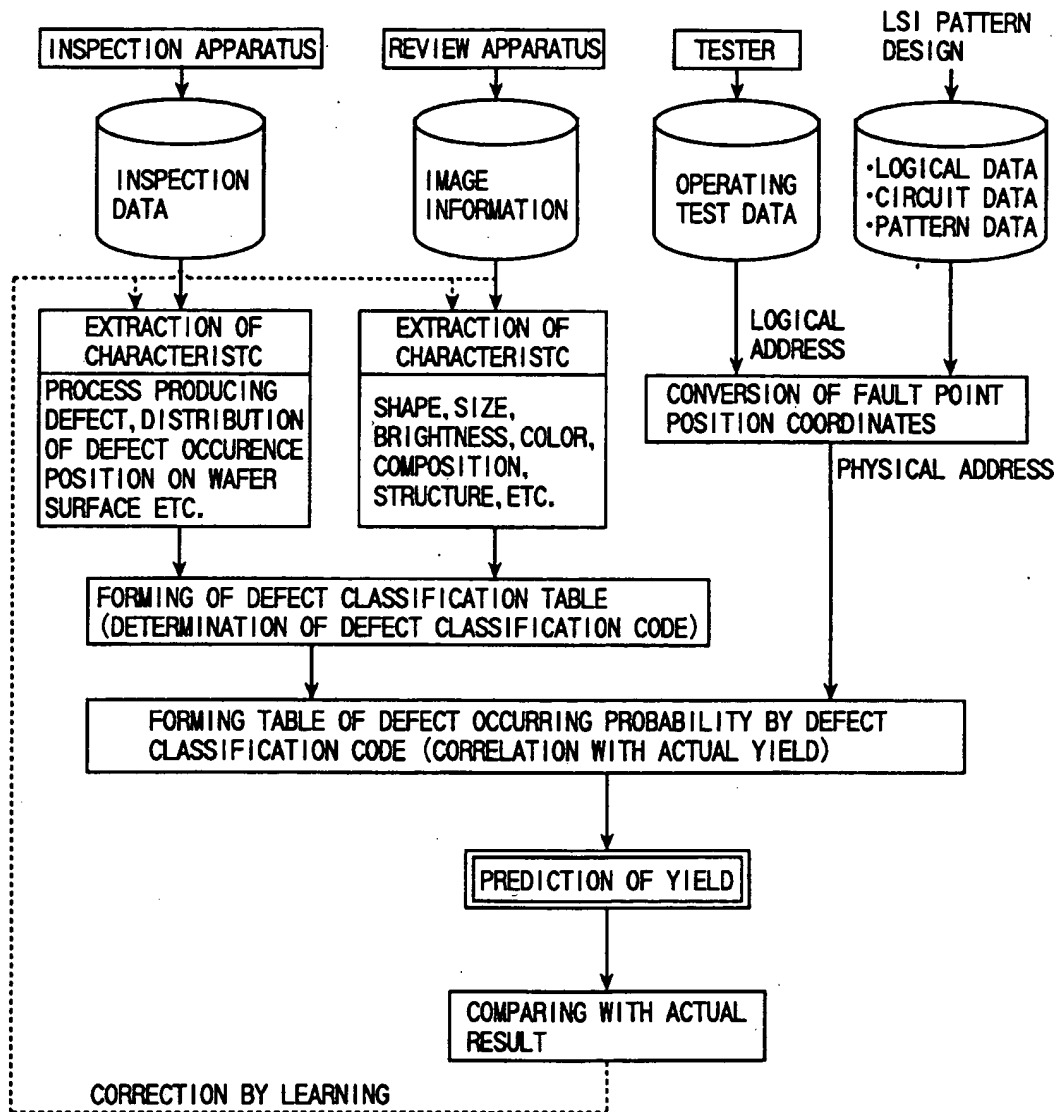 INSPECTION APPARATUS
REVIEW APPARATUS
TESTER
LSI PATTERN
DESIGN
INSPECTION
DATA
IMAGE
INFORMATION
OPERATING
TEST DATA
·LOGICAL DATA
·CIRCUIT DATA
·PATTERN DATA
EXTRACTION OF
CHARACTERISTC
PROCESS PRODUCING
DEFECT, DISTRIBUTION
OF DEFECT OCCURENCE
POSITION ON WAFER
SURFACE ETC.
EXTRACTION OF
CHARACTERISTC
SHAPE, SIZE,
BRIGHTNESS, COLOR,
COMPOSITION,
STRUCTURE, ETC.
LOGICAL
ADDRESS
CONVERSION OF FAULT POINT
POSITION COORDINATES
PHYSICAL ADDRESS
FORMING OF DEFECT CLASSIFICATION TABLE
(DETERMINATION OF DEFECT CLASSIFICATION CODE)
FORMING TABLE OF DEFECT OCCURRING PROBABILITY BY DEFECT
CLASSIFICATION CODE (CORRELATION WITH ACTUAL YIELD)
PREDICTION OF YIELD
COMPARING WITH ACTUAL
RESULT
CORRECTION BY LEARNING